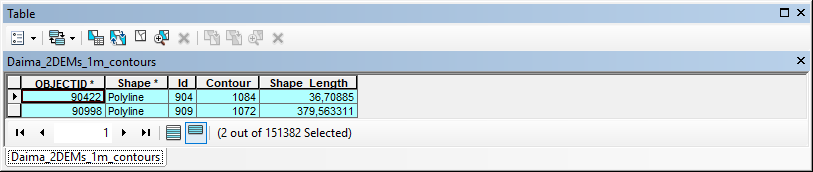 Table
Daima_2DEMs_1m_contours
OBJECTID * Shape * Id Contour Shape_Length
90422 Polyline 904 1084 36,70885
90998 Polyline 909 1072 379,563311
1 (2 out of 151382 Selected)
Daima_2DEMs_1m_contours